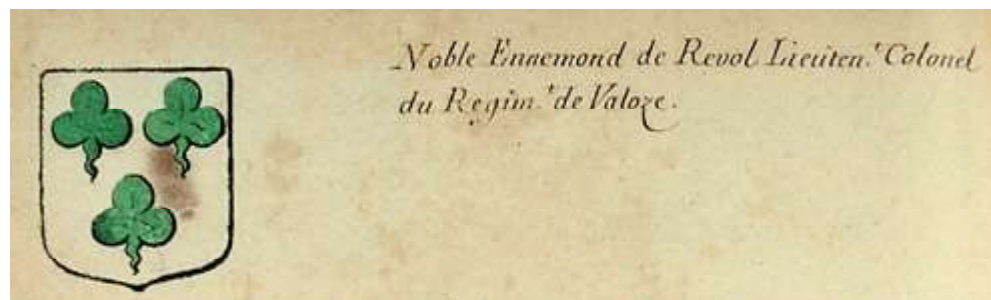 Noble Ennemond de Revol Lieuten.t Colonel
du Regim.t de Valoze.